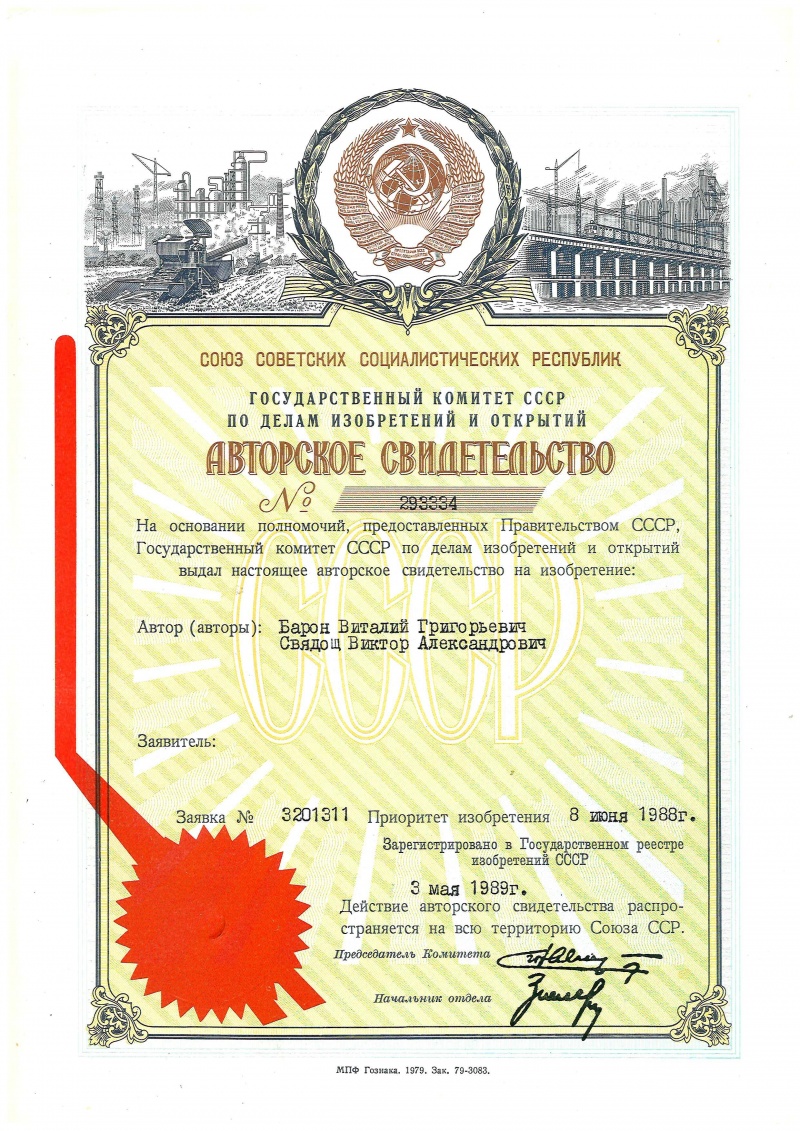 СОЮЗ СОВЕТСКИХ СОЦИАЛИСТИЧЕСКИХ РЕСПУБЛИК
ГОСУДАРСТВЕННЫЙ КОМИТЕТ СССР
ПО ДЕЛАМ ИЗОБРЕТЕНИЙ И ОТКРЫТИЙ
АВТОРСКОЕ СВИДЕТЕЛЬСТВО
№ 293334
На основании полномочий, предоставленных Правительством СССР,
Государственный комитет СССР по делам изобретений и открытий
выдал настоящее авторское свидетельство на изобретение:
Автор (авторы): Барон Виталий Григорьевич
Свядощ Виктор Александрович
СССР
Заявитель:
Заявка № 3201311 Приоритет изобретения 8 июня 1988г.
Зарегистрировано в Государственном реестре
изобретений СССР
3 мая 1989г.
Действие авторского свидетельства распро-
страняется на всю территорию Союза ССР.
Председатель Комитета
Начальник отдела
МПФ Гознака. 1979. Зак. 79-3083.